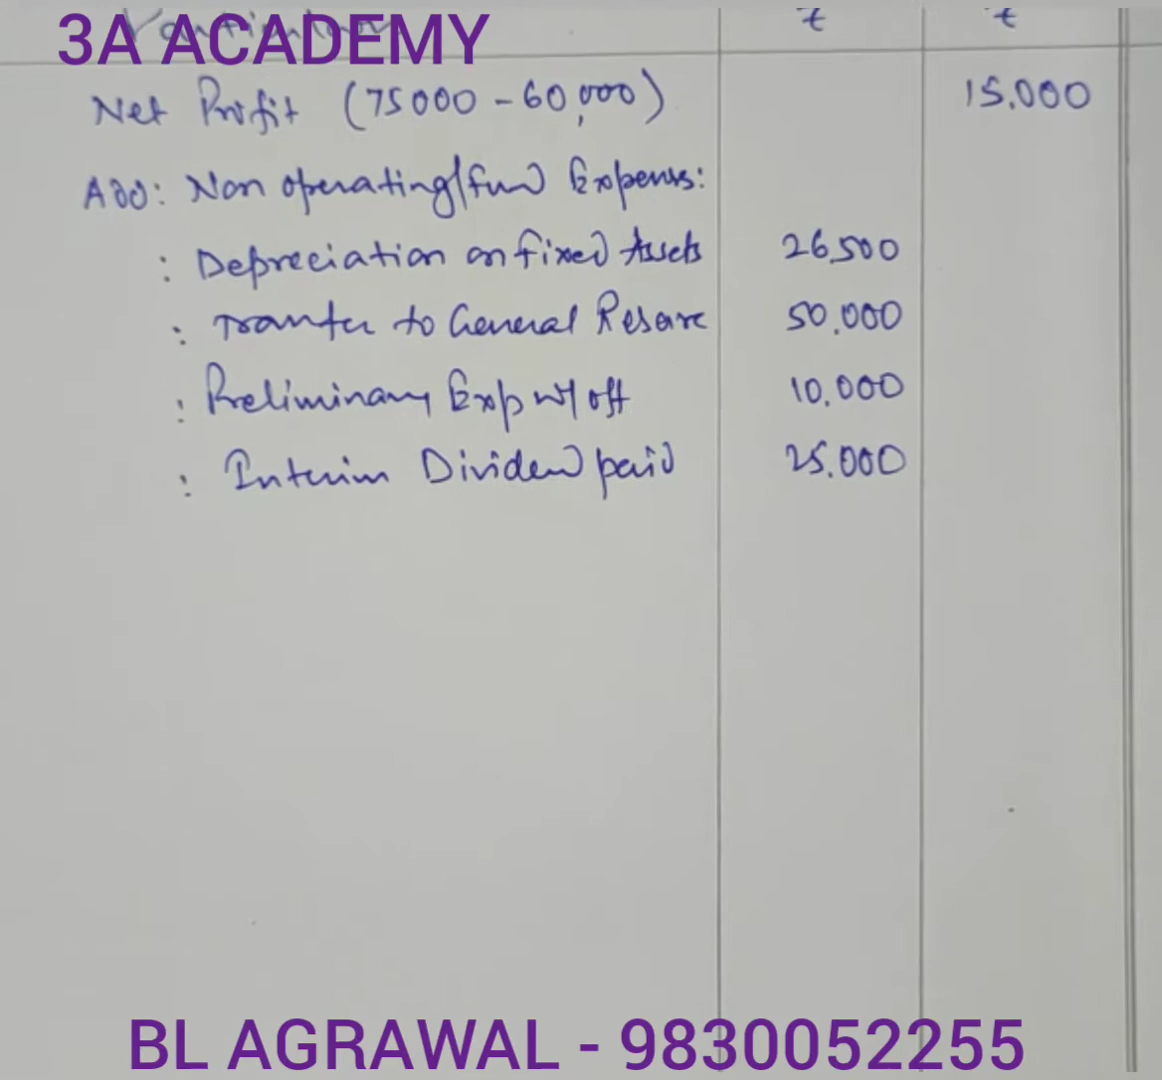 3A ACADEMY
Particulars ₹ ₹
Net Profit (75000 - 60,000) 15.000
Add: Non operating/fund Expenses:
: Depreciation on fixed Assets 26,500
: Transfer to General Reserve 50.000
: Preliminary Exp w/off 10.000
: Interim Dividend paid 25.000
BL AGRAWAL - 9830052255